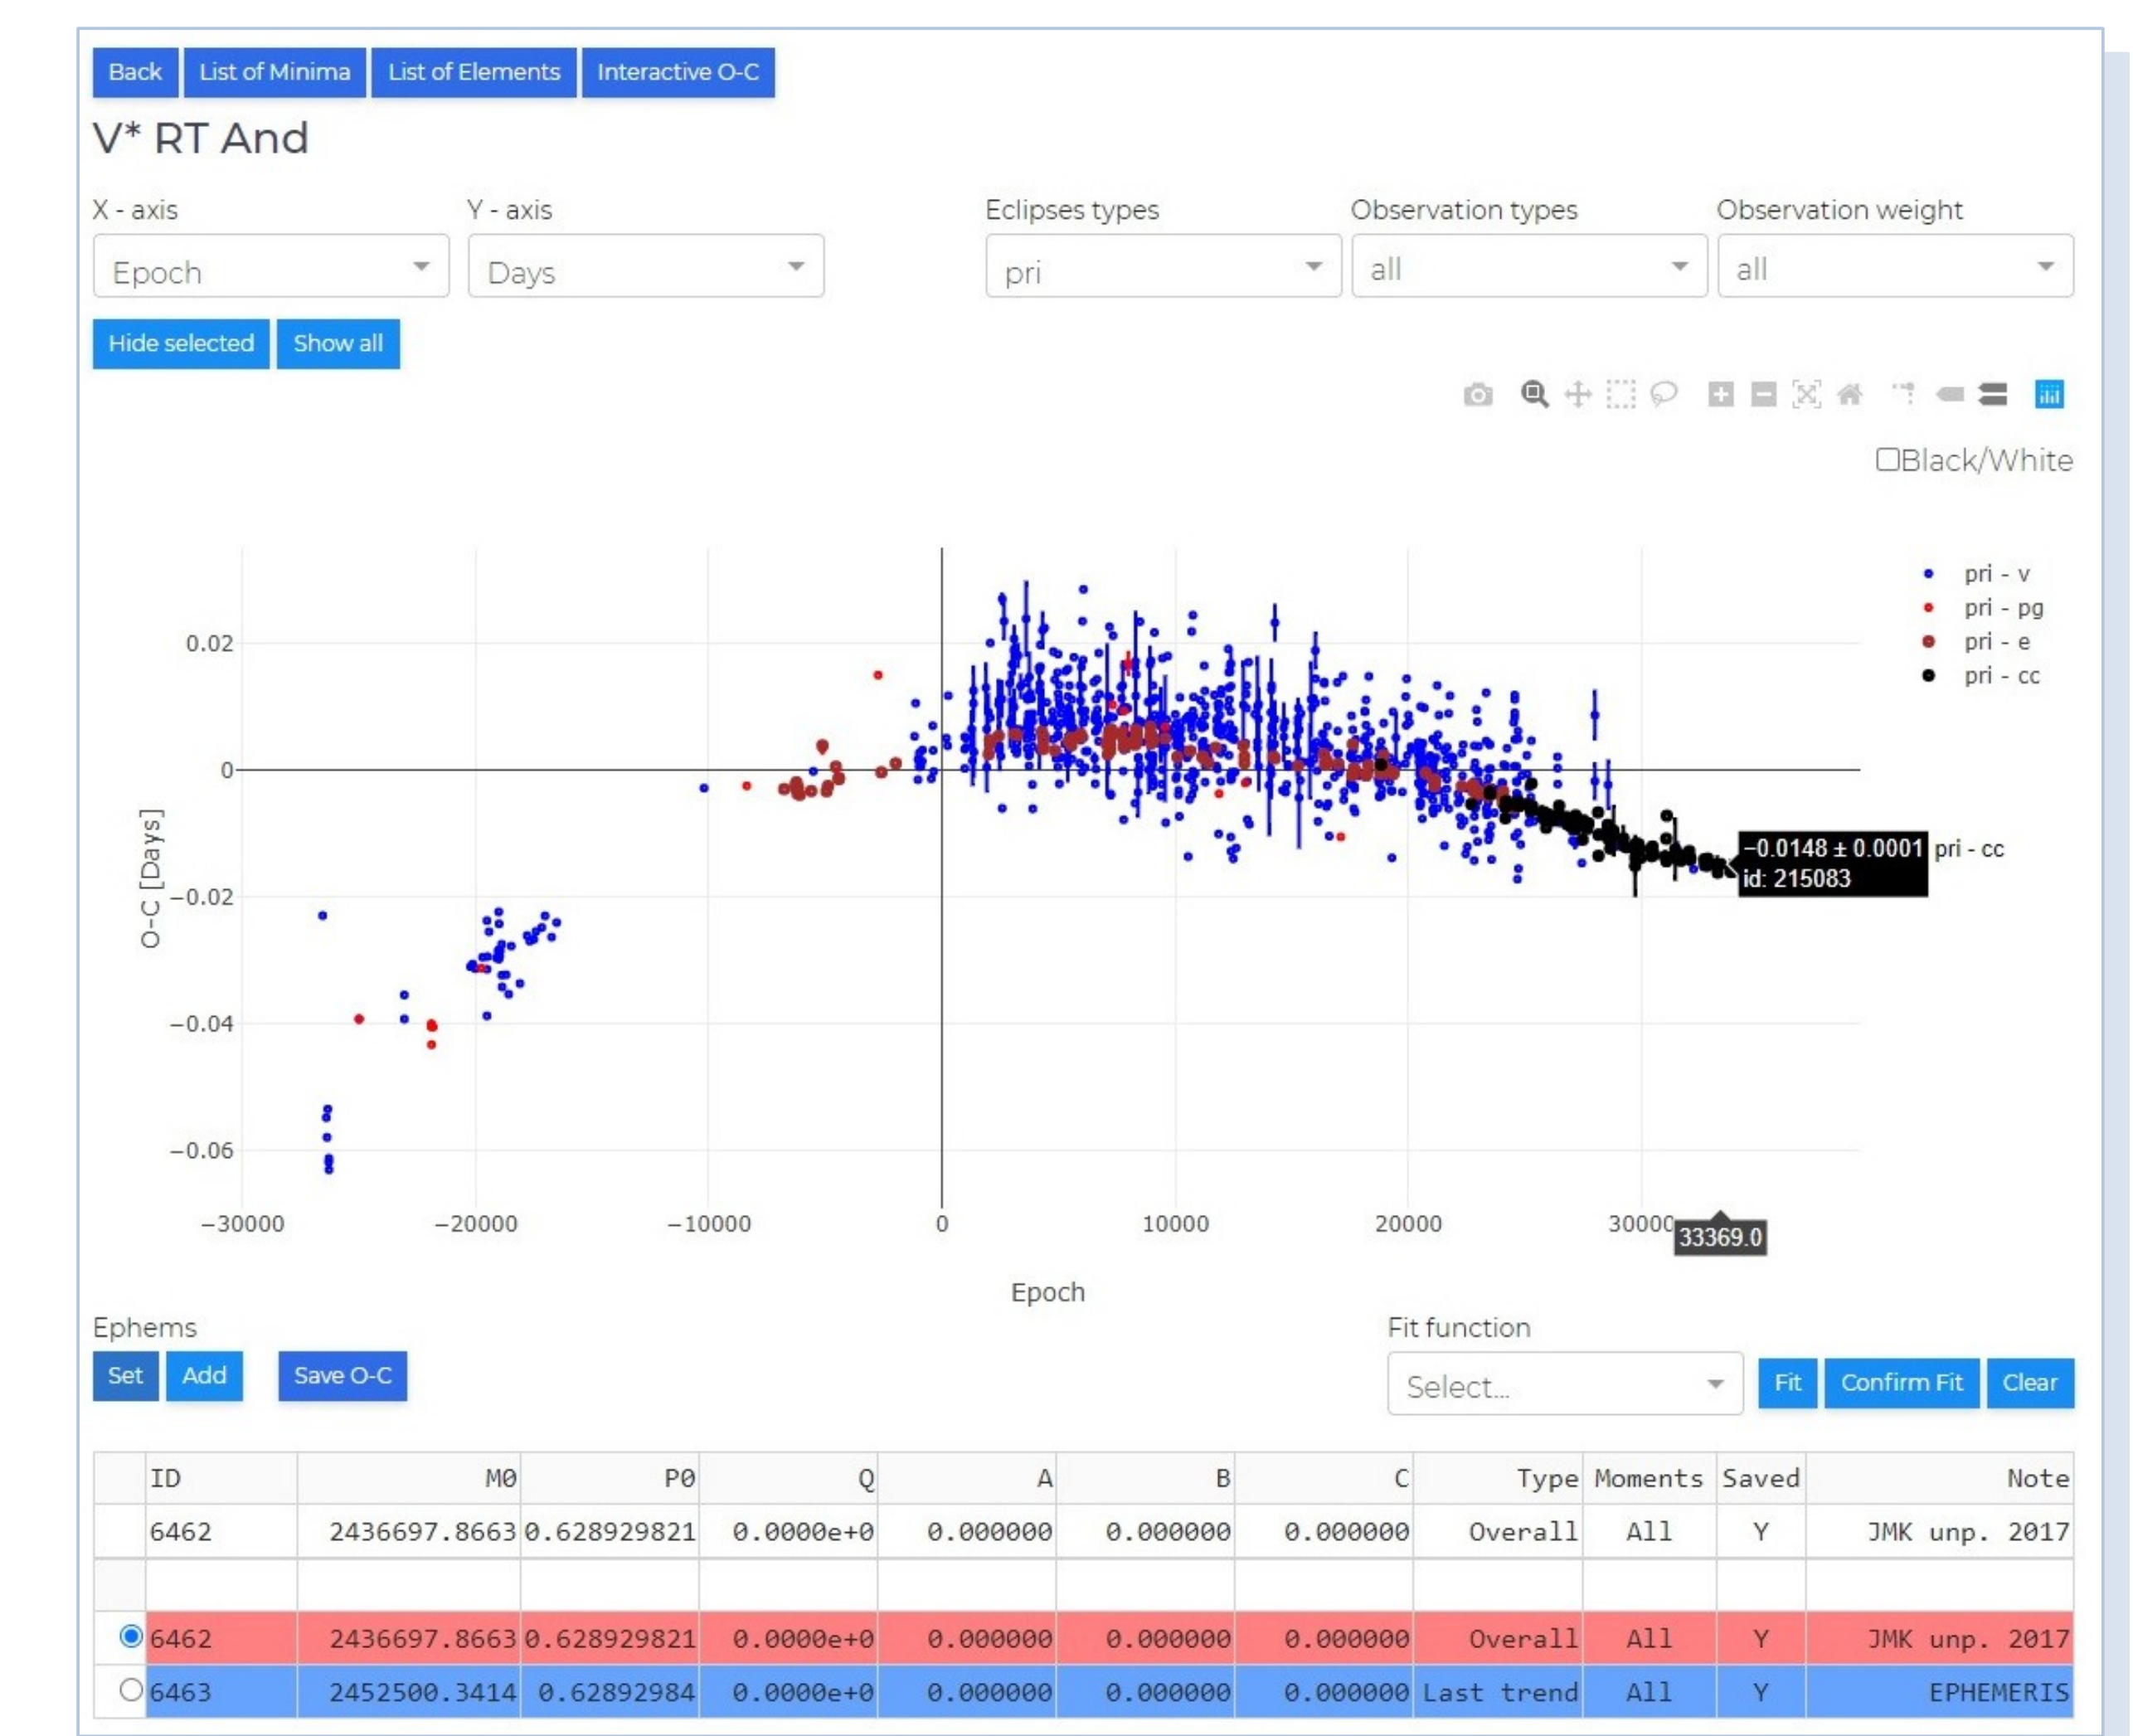 Back List of Minima List of Elements Interactive O-C
V* RT And
X - axis Y - axis Eclipses types Observation types Observation weight
Epoch Days pri all all
Hide selected Show all
Black/White
pri - v
pri - pg
pri - e
pri - cc
0.02
0
−0.02
−0.04
−0.06
O-C [Days]
−0.0148 ± 0.0001 pri - cc
id: 215083
−30000 −20000 −10000 0 10000 20000 30000
33369.0
Epoch
Ephems Fit function
Set Add Save O-C Select... Fit Confirm Fit Clear
ID M0 P0 Q A B C Type Moments Saved Note
6462 2436697.8663 0.628929821 0.0000e+0 0.000000 0.000000 0.000000 Overall All Y JMK unp. 2017
6462 2436697.8663 0.628929821 0.0000e+0 0.000000 0.000000 0.000000 Overall All Y JMK unp. 2017
6463 2452500.3414 0.62892984 0.0000e+0 0.000000 0.000000 0.000000 Last trend All Y EPHEMERIS